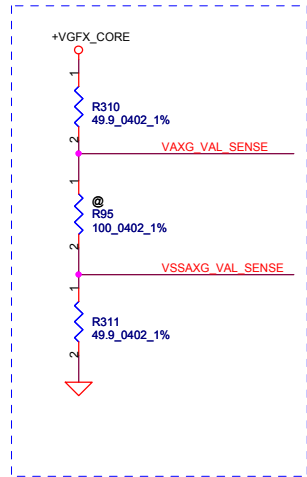 +VGFX_CORE
1
R310
49.9_0402_1%
2
VAXG_VAL_SENSE
1
@
R95
100_0402_1%
2
VSSAXG_VAL_SENSE
1
R311
49.9_0402_1%
2